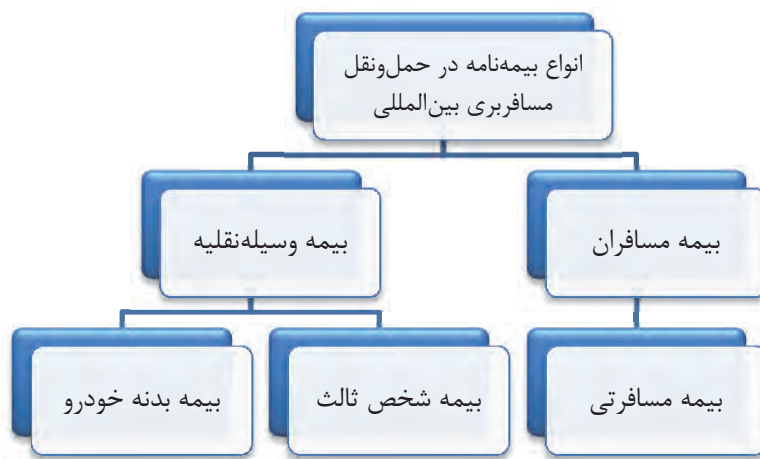 انواع بیمه‌نامه در حمل‌ونقل
مسافربری بین‌المللی
بیمه مسافران
بیمه وسیله‌نقلیه
بیمه مسافرتی
بیمه شخص ثالث
بیمه بدنه خودرو